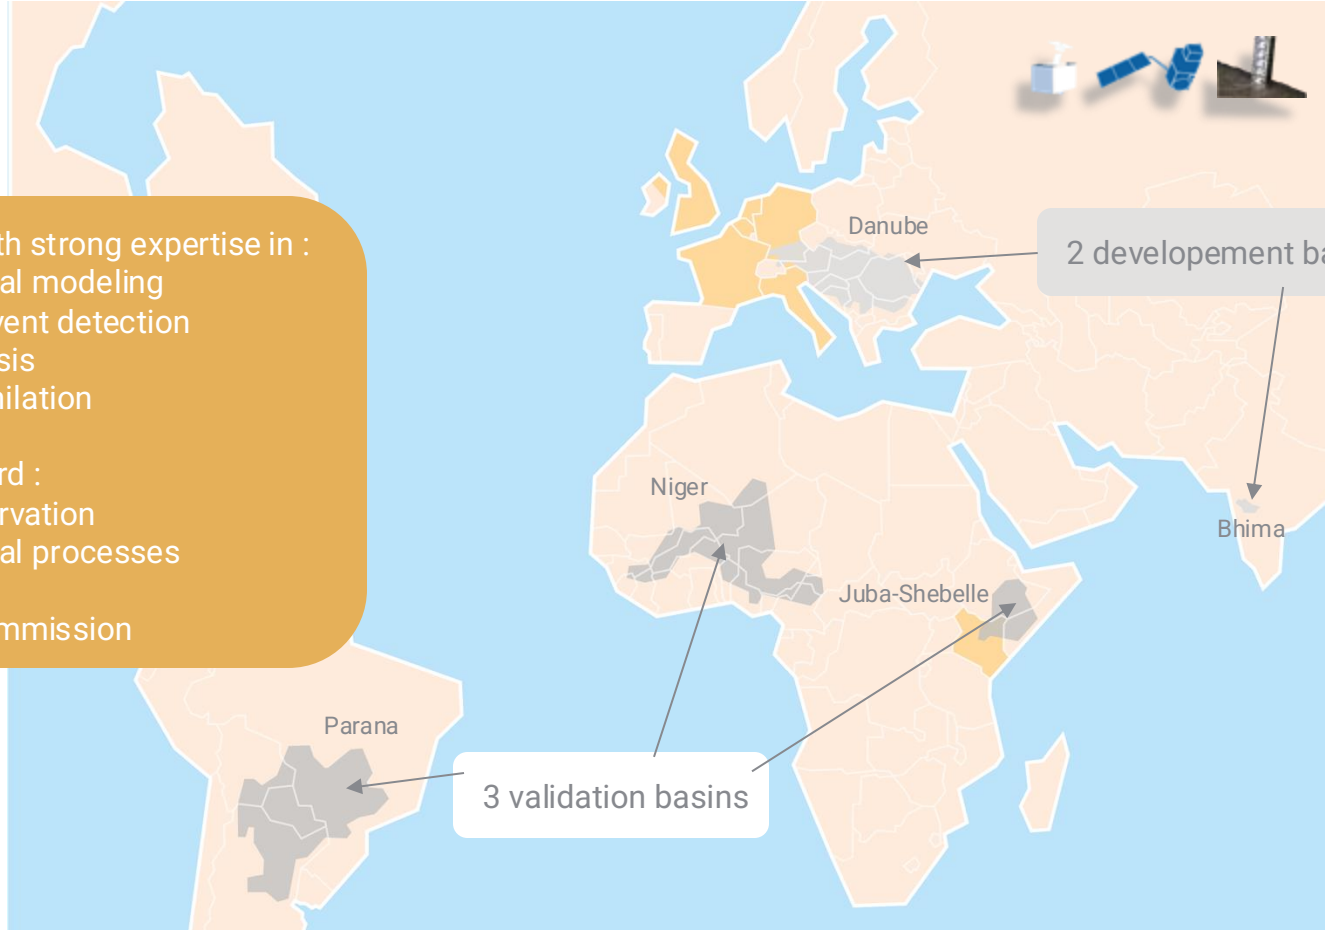 th strong expertise in :
al modeling
vent detection
sis
nilation
rd :
rvation
al processes
mmission
Danube
2 developement ba
Niger
Bhima
Juba-Shebelle
Parana
3 validation basins